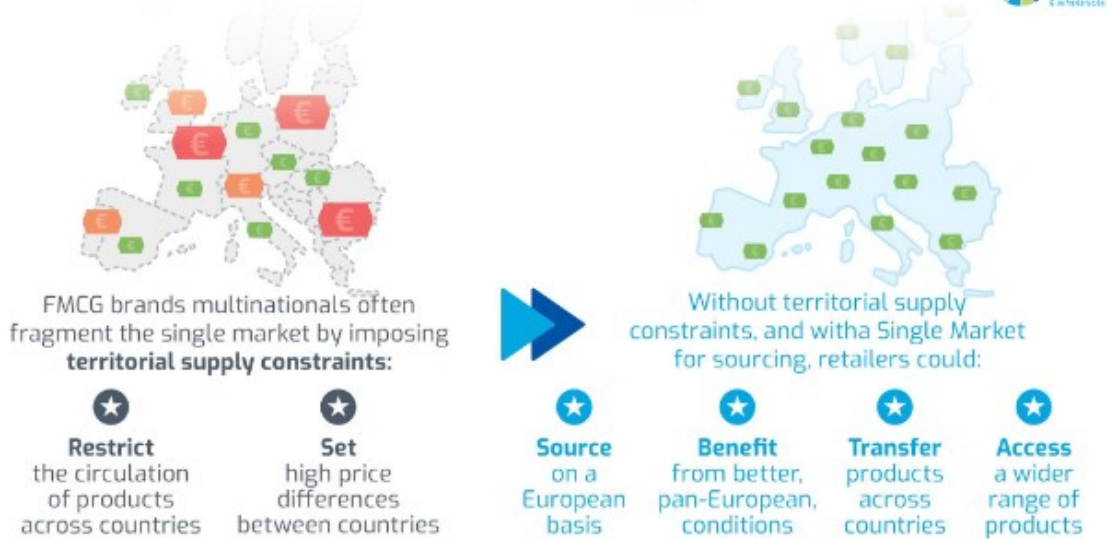 FMCG brands multinationals often
fragment the single market by imposing
territorial supply constraints:
Restrict
the circulation
of products
across countries
Set
high price
differences
between countries
Without territorial supply
constraints, and witha Single Market
for sourcing, retailers could:
Source
on a
European
basis
Benefit
from better,
pan-European,
conditions
Transfer
products
across
countries
Access
a wider
range of
products